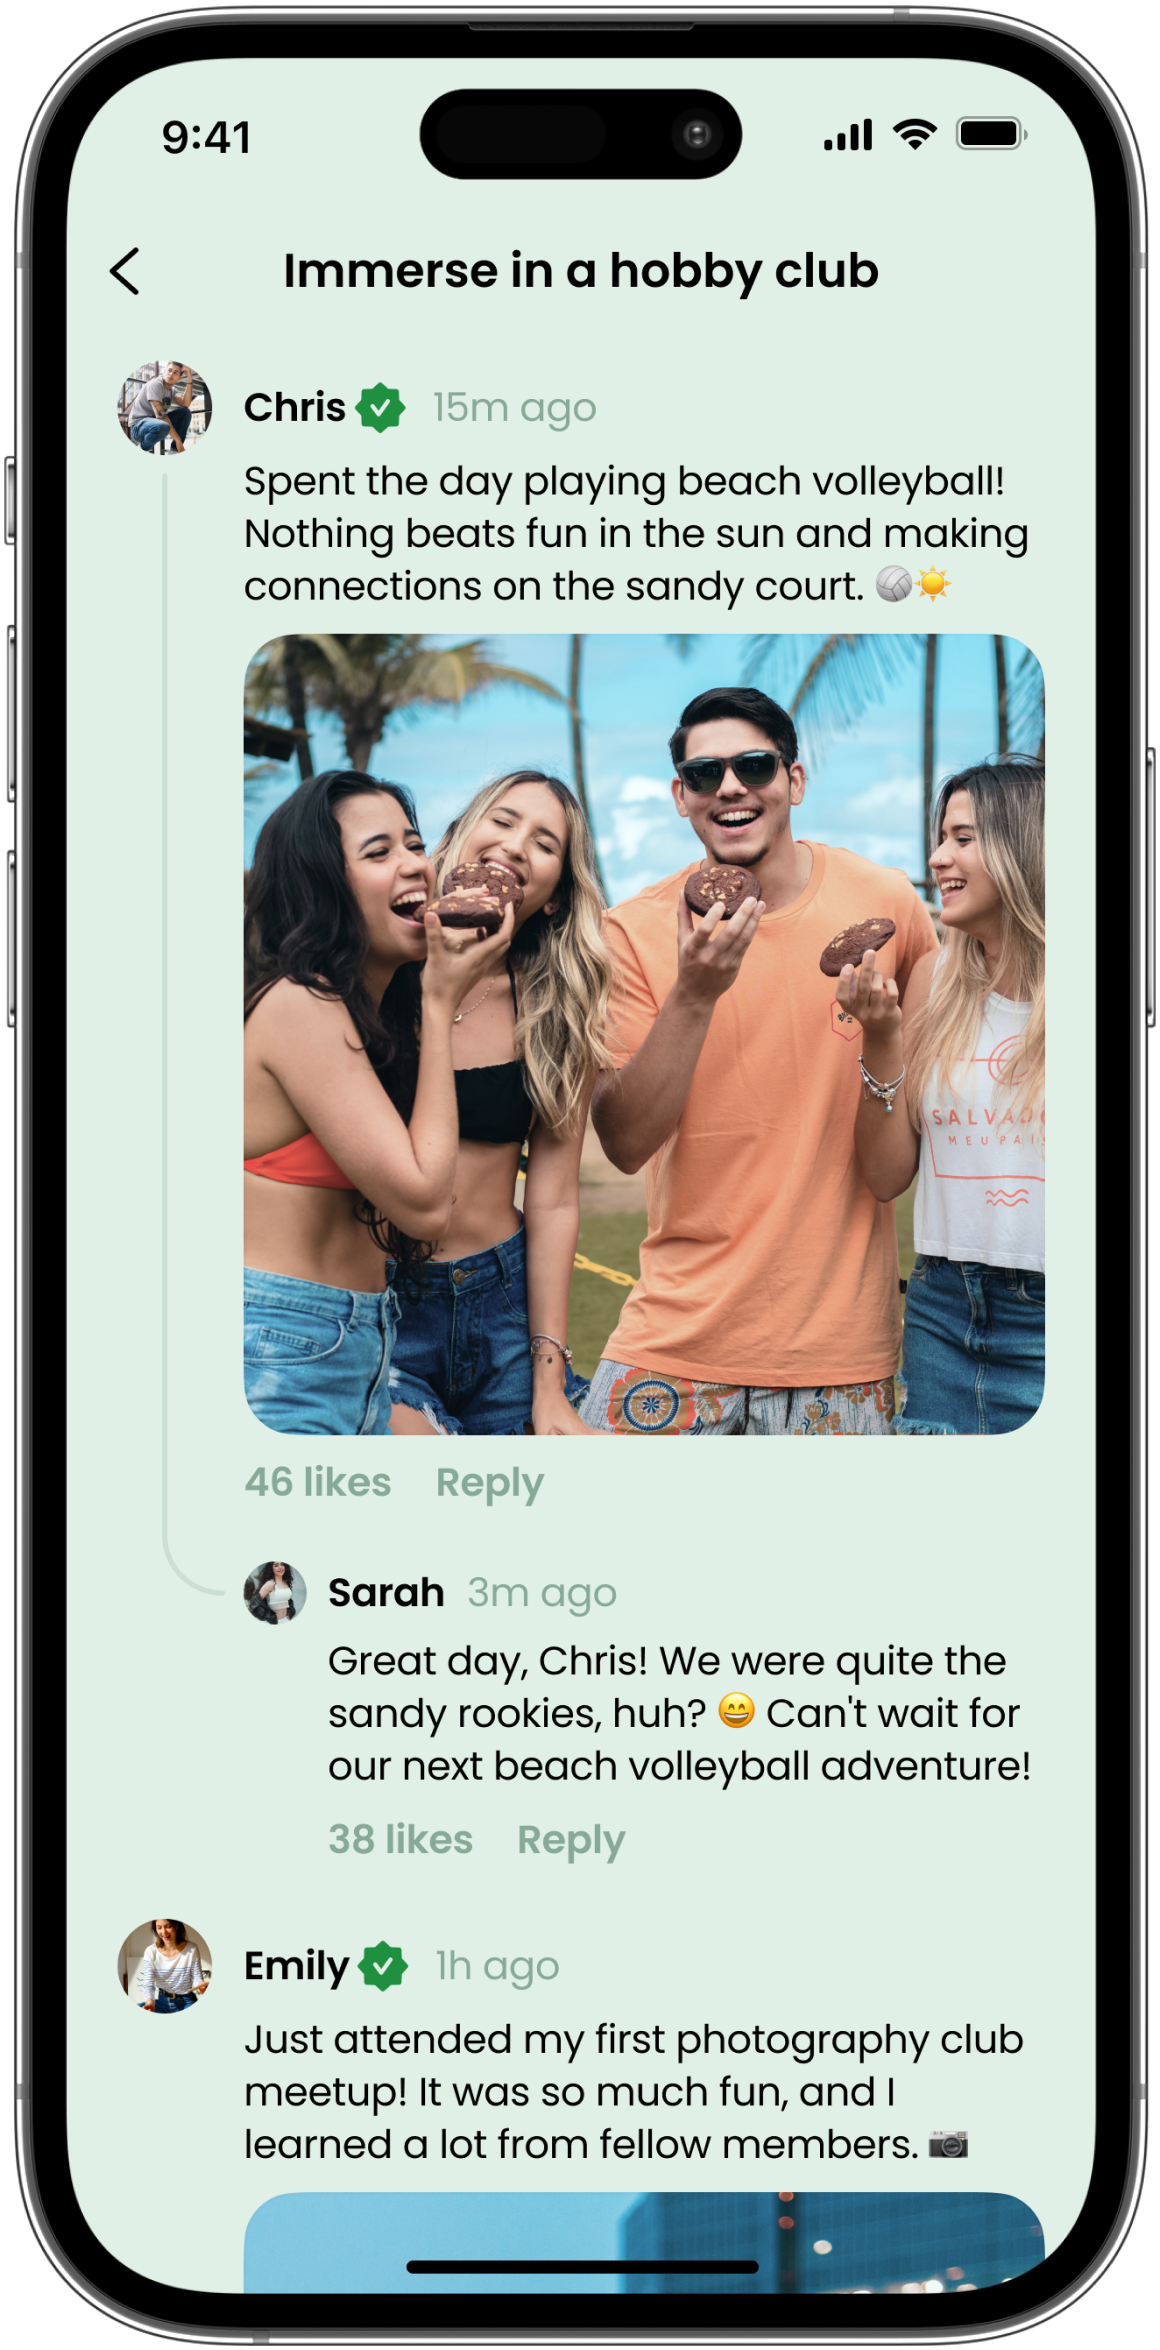 9:41
Immerse in a hobby club
Chris 15m ago
Spent the day playing beach volleyball!
Nothing beats fun in the sun and making
connections on the sandy court. 🏐☀️
SALVADO
MEU PAIS
46 likes Reply
Sarah 3m ago
Great day, Chris! We were quite the
sandy rookies, huh? 😄 Can't wait for
our next beach volleyball adventure!
38 likes Reply
Emily 1h ago
Just attended my first photography club
meetup! It was so much fun, and I
learned a lot from fellow members. 📷